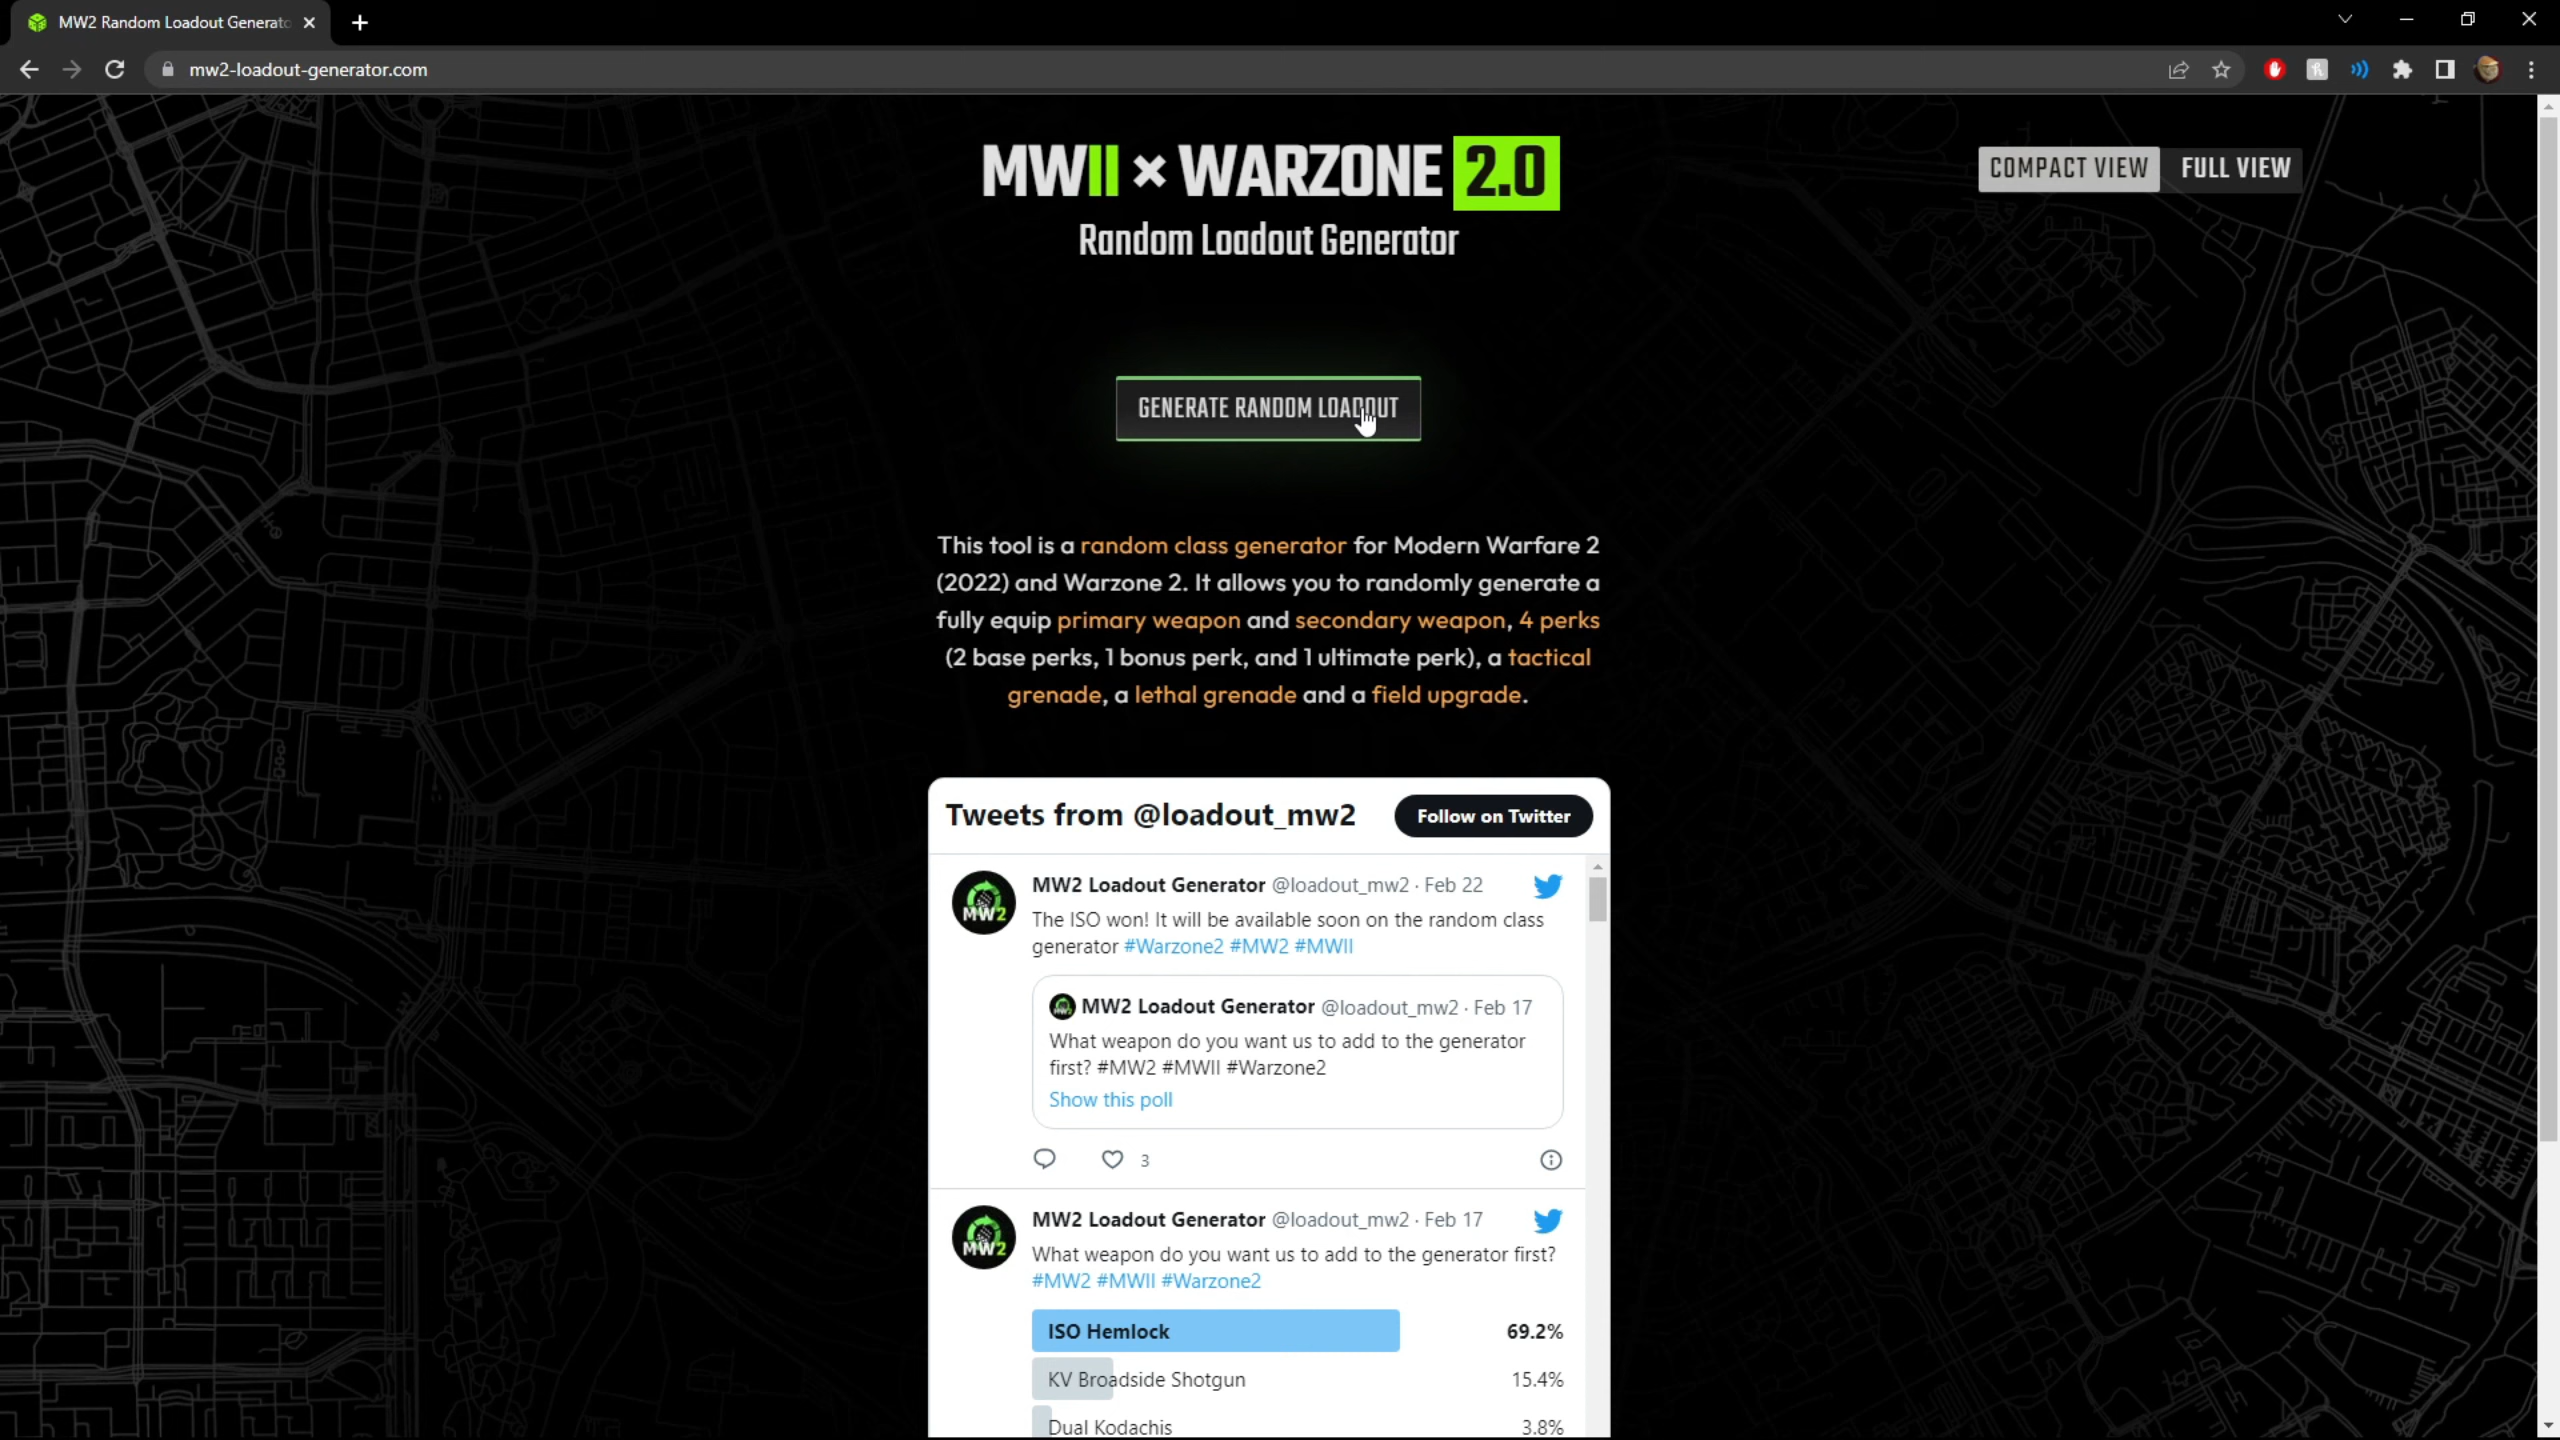 MW2 Random Loadout Generato
mw2-loadout-generator.com
MWII × WARZONE 2.0
Random Loadout Generator
COMPACT VIEW
FULL VIEW
GENERATE RANDOM LOADOUT
This tool is a random class generator for Modern Warfare 2
(2022) and Warzone 2. It allows you to randomly generate a
fully equip primary weapon and secondary weapon, 4 perks
(2 base perks, 1 bonus perk, and 1 ultimate perk), a tactical
grenade, a lethal grenade and a field upgrade.
Tweets from @loadout_mw2
Follow on Twitter
MW2
MW2 Loadout Generator @loadout_mw2 · Feb 22
The ISO won! It will be available soon on the random class
generator #Warzone2 #MW2 #MWII
MW2 Loadout Generator @loadout_mw2 · Feb 17
What weapon do you want us to add to the generator
first? #MW2 #MWII #Warzone2
Show this poll
3
MW2
MW2 Loadout Generator @loadout_mw2 · Feb 17
What weapon do you want us to add to the generator first?
#MW2 #MWII #Warzone2
ISO Hemlock 69.2%
KV Broadside Shotgun 15.4%
Dual Kodachis 3.8%